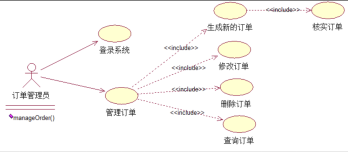 生成新的订单
<<include>>
核实订单
登录系统
<<include>>
修改订单
订单管理员
<<include>>
管理订单
删除订单
manageOrder()
<<include>>
查询订单